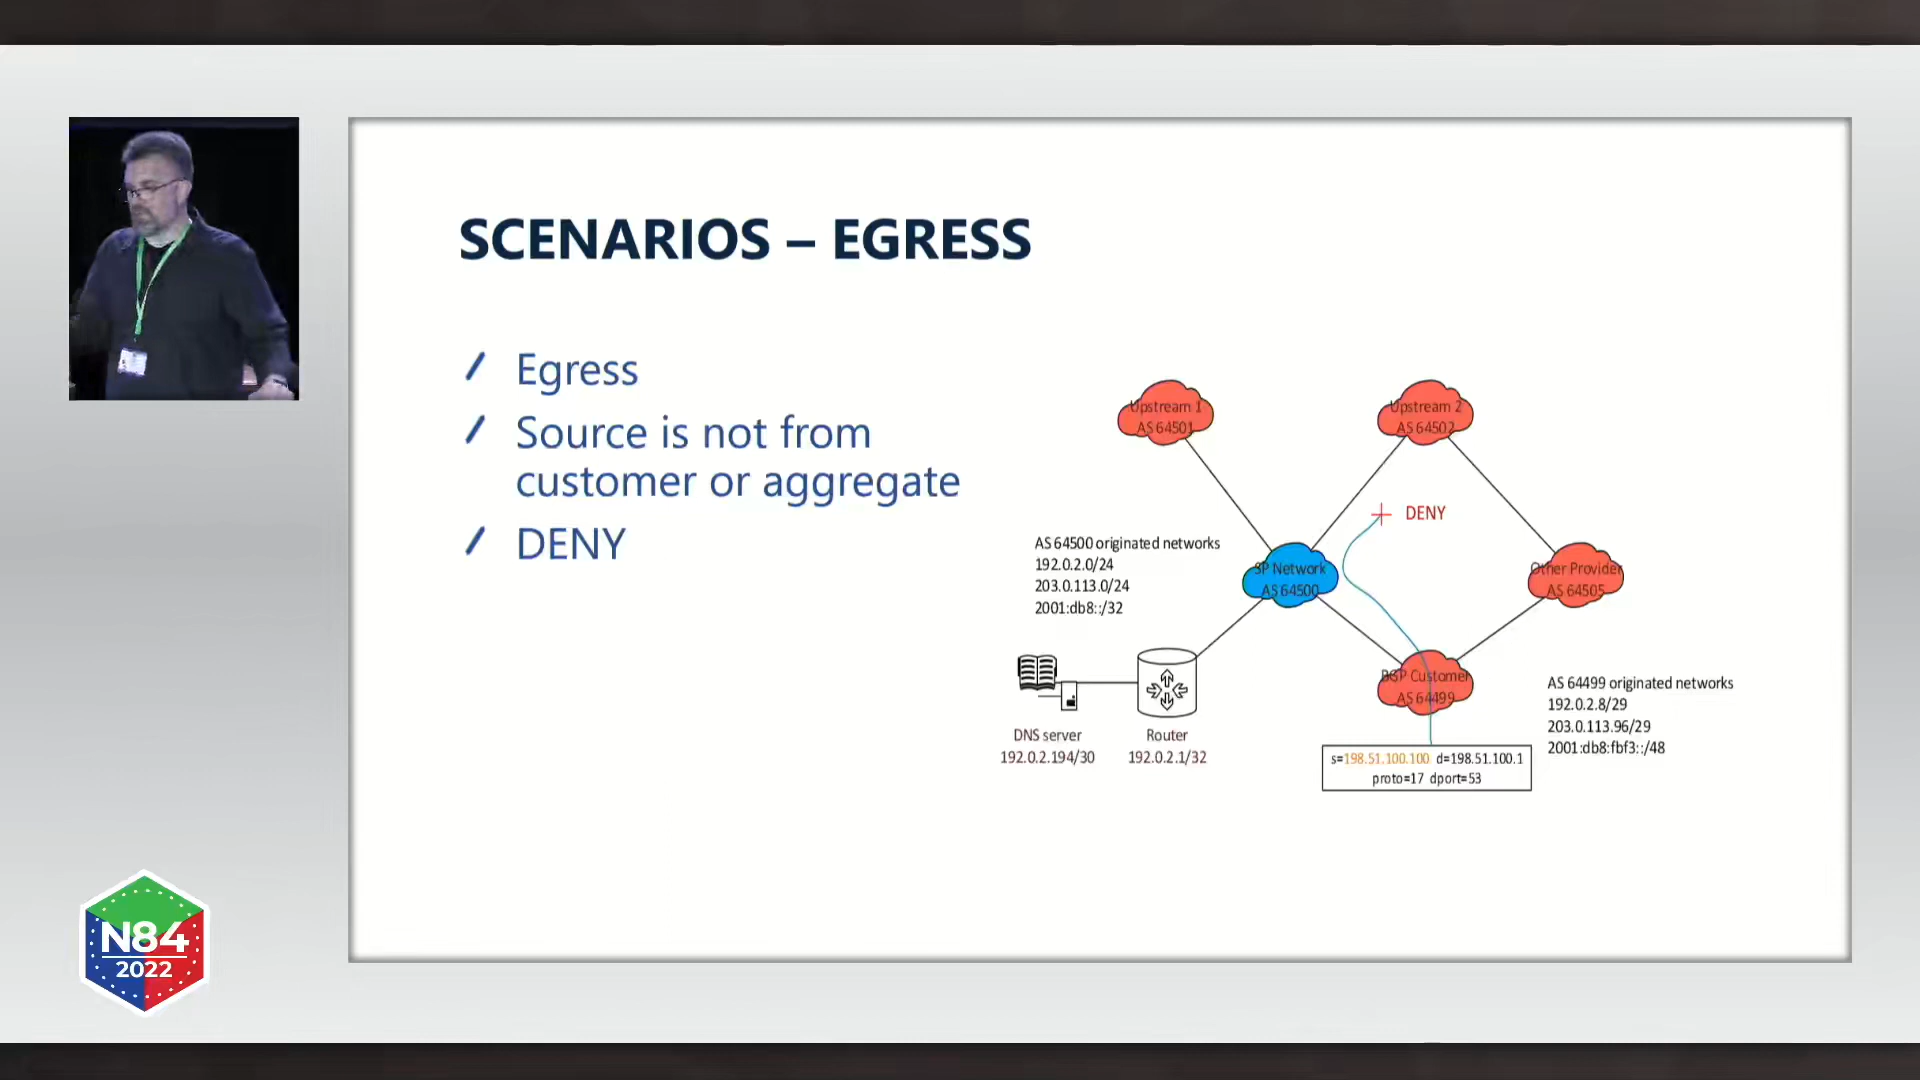 SCENARIOS – EGRESS
Egress
Source is not from
customer or aggregate
DENY
Upstream 1
AS 64501
Upstream 2
AS 64502
DENY
AS 64500 originated networks
192.0.2.0/24
203.0.113.0/24
2001:db8::/32
SP Network
AS 64500
Other Provider
AS 64505
BGP Customer
AS 64499
AS 64499 originated networks
192.0.2.8/29
203.0.113.96/29
2001:db8:fbf3::/48
DNS server
192.0.2.194/30
Router
192.0.2.1/32
s=198.51.100.100 d=198.51.100.1
proto=17 dport=53
N84
2022